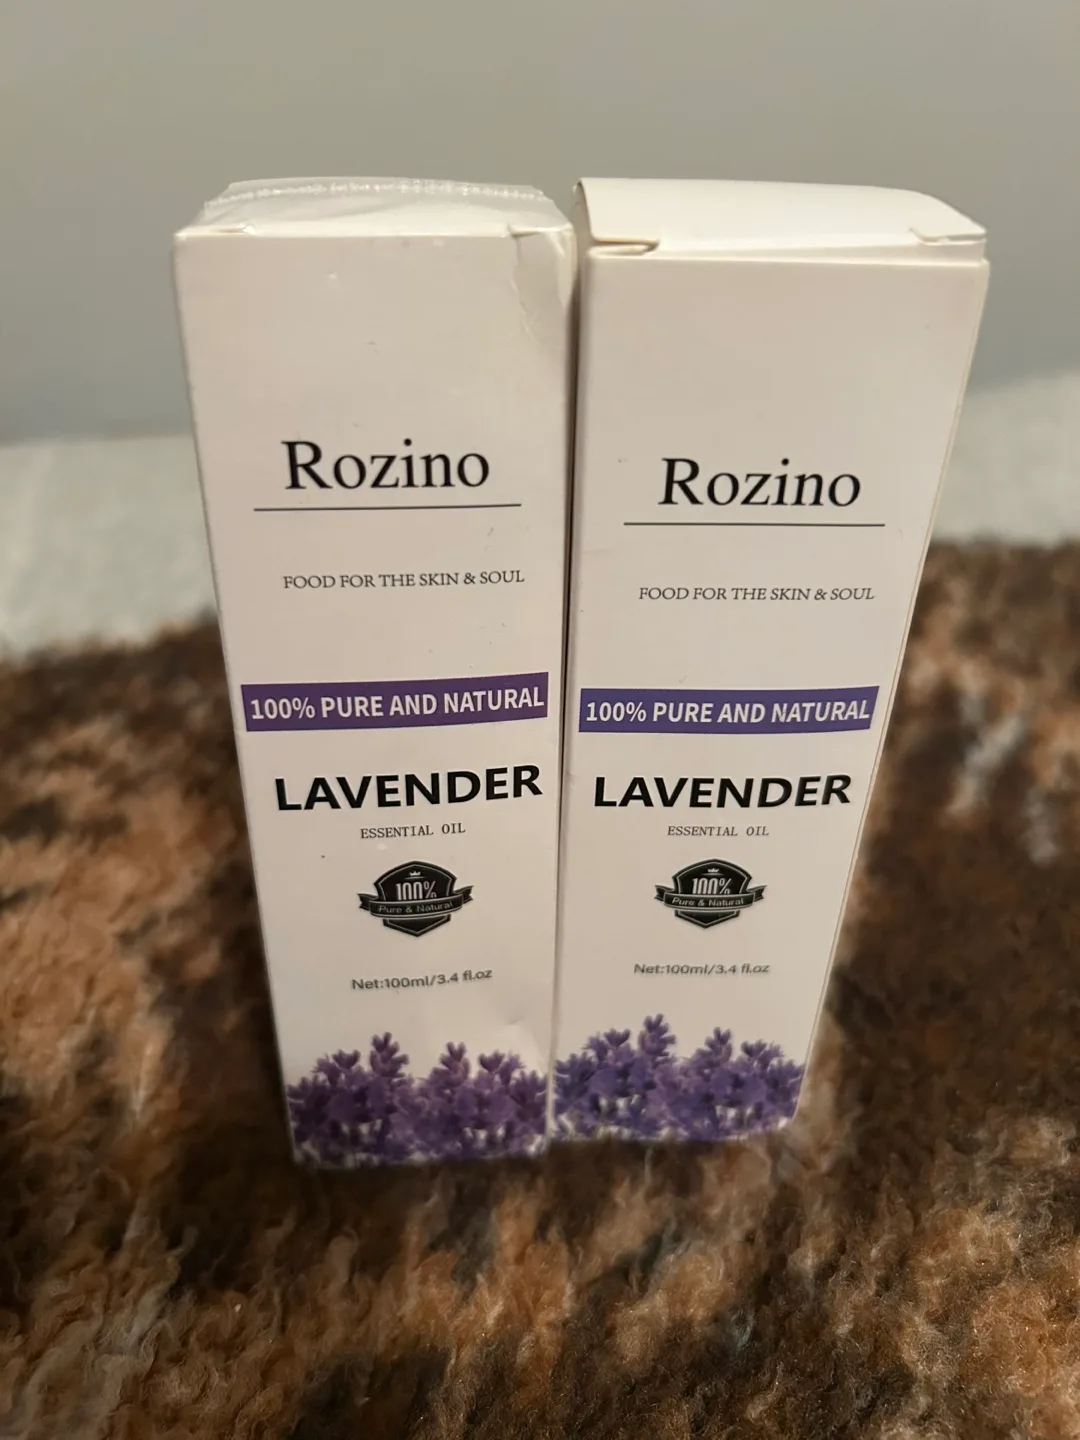 Rozino
FOOD FOR THE SKIN & SOUL
100% PURE AND NATURAL
LAVENDER
ESSENTIAL OIL
100%
Pure & Natural
Net:100ml/3.4 fl.oz
Rozino
FOOD FOR THE SKIN & SOUL
100% PURE AND NATURAL
LAVENDER
ESSENTIAL OIL
100%
Pure & Natural
Net:100ml/3.4 fl.oz